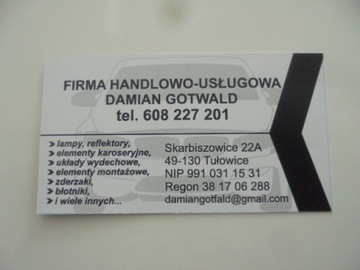 FIRMA HANDLOWO-USŁUGOWA
DAMIAN GOTWALD
tel. 608 227 201
> lampy, reflektory,
> elementy karoseryjne,
> układy wydechowe,
> elementy montażowe,
> zderzaki,
> błotniki,
> i wiele innych...
Skarbiszowice 22A
49-130 Tułowice
NIP 991 031 15 31
Regon 38 17 06 288
damiangotfald@gmail.com